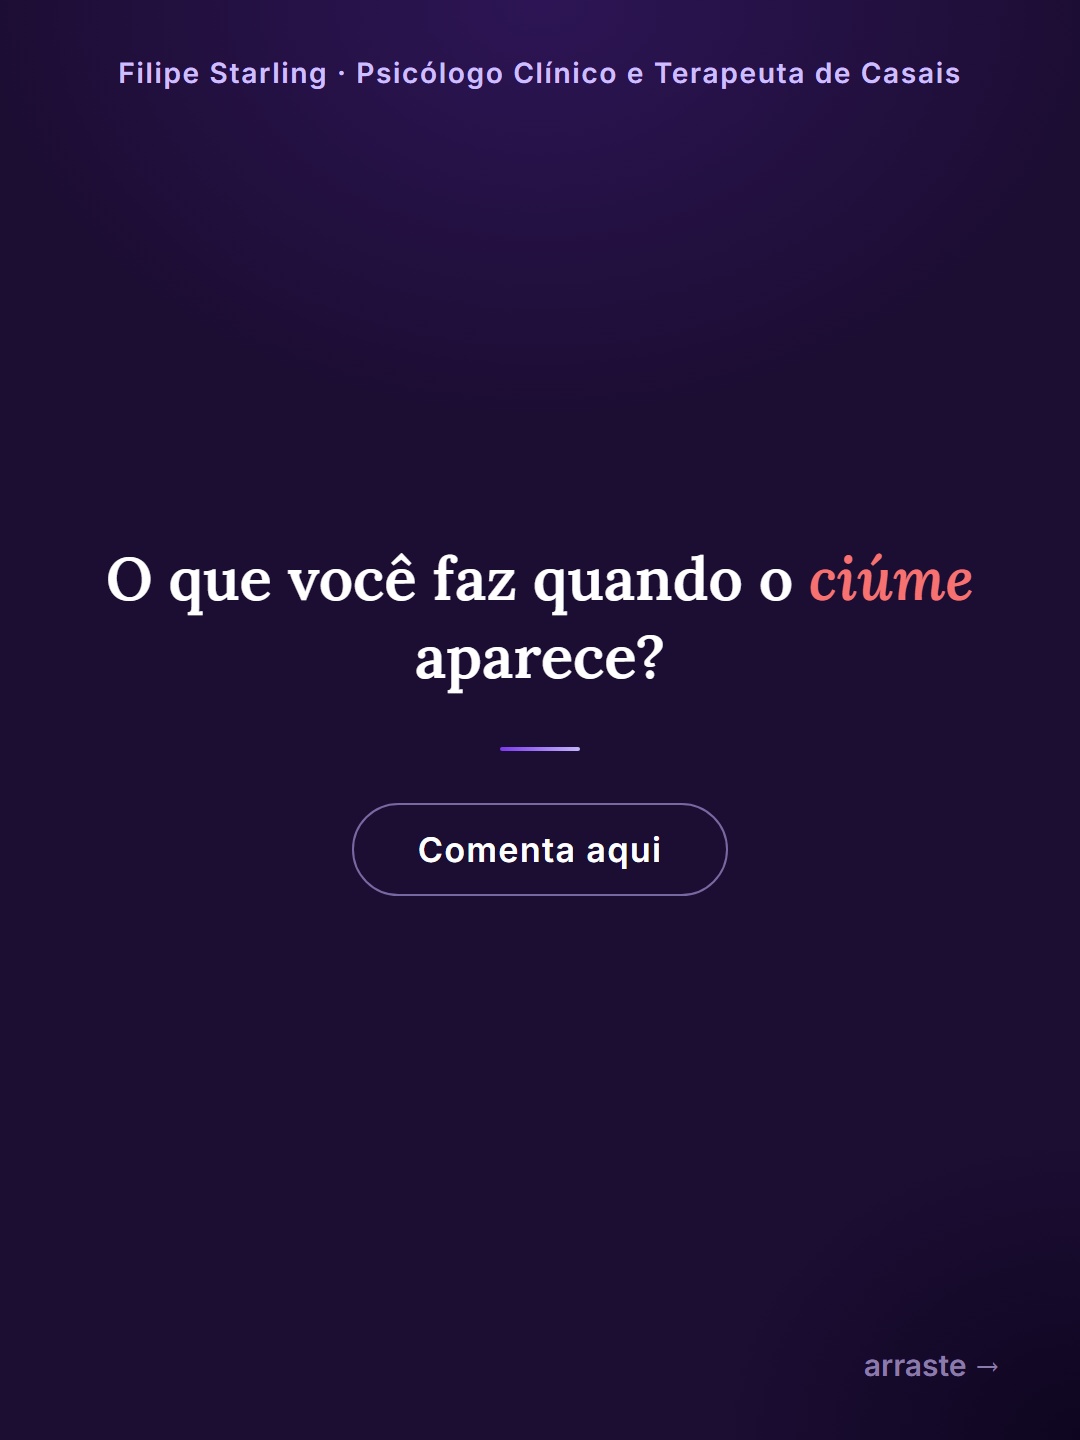 Filipe Starling · Psicólogo Clínico e Terapeuta de Casais
O que você faz quando o ciúme
aparece?
Comenta aqui
arraste →